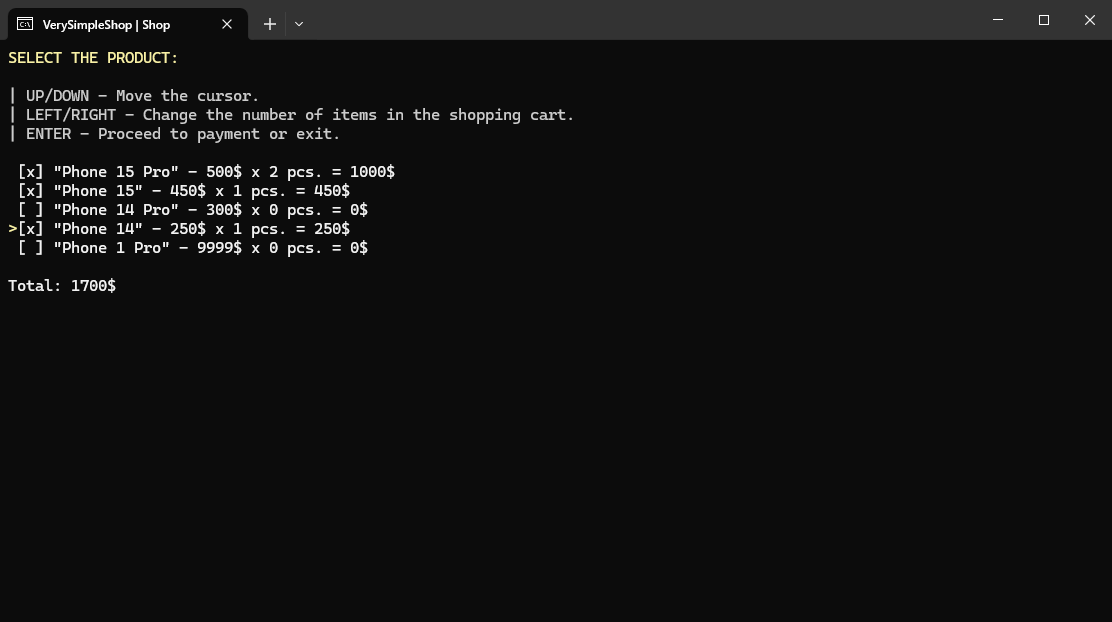 VerySimpleShop | Shop
SELECT THE PRODUCT:
| UP/DOWN - Move the cursor.
| LEFT/RIGHT - Change the number of items in the shopping cart.
| ENTER - Proceed to payment or exit.
[x] "Phone 15 Pro" - 500$ x 2 pcs. = 1000$
[x] "Phone 15" - 450$ x 1 pcs. = 450$
[ ] "Phone 14 Pro" - 300$ x 0 pcs. = 0$
>[x] "Phone 14" - 250$ x 1 pcs. = 250$
[ ] "Phone 1 Pro" - 9999$ x 0 pcs. = 0$
Total: 1700$